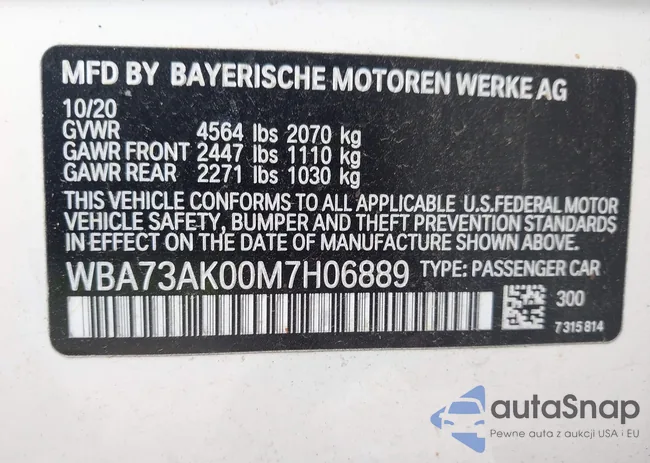 MFD BY BAYERISCHE MOTOREN WERKE AG
10/20
GVWR 4564 lbs 2070 kg
GAWR FRONT 2447 lbs 1110 kg
GAWR REAR 2271 lbs 1030 kg
THIS VEHICLE CONFORMS TO ALL APPLICABLE U.S.FEDERAL MOTOR
VEHICLE SAFETY, BUMPER AND THEFT PREVENTION STANDARDS
IN EFFECT ON THE DATE OF MANUFACTURE SHOWN ABOVE.
WBA73AK00M7H06889 TYPE: PASSENGER CAR
300
7315814
autaSnap
Pewne auta z aukcji USA i EU